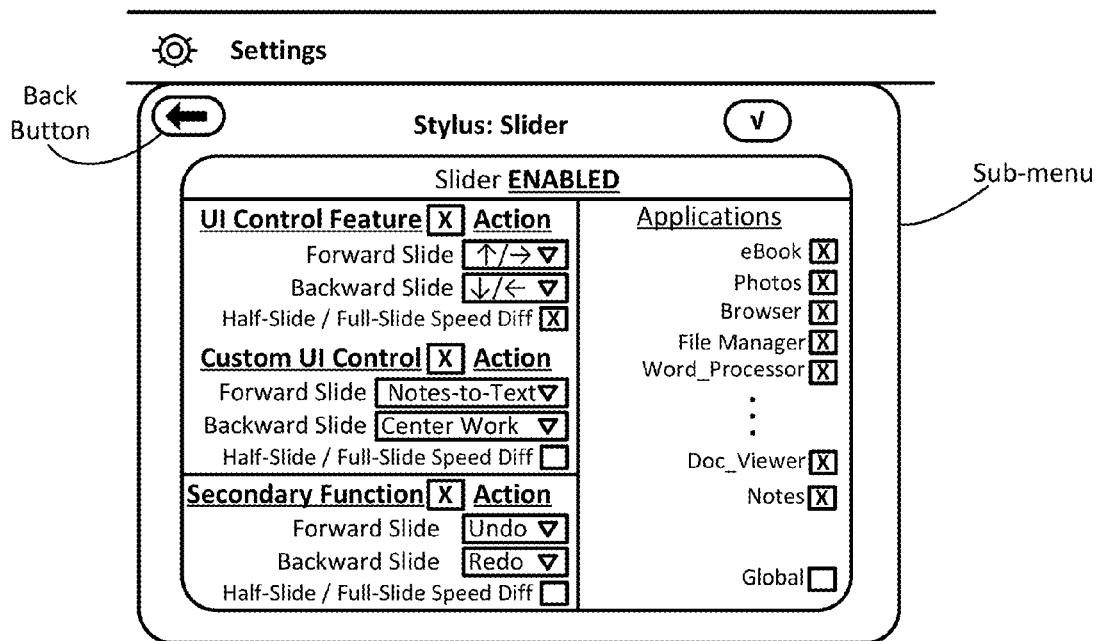 Settings
Back
Button
Stylus: Slider
√
Sub-menu
Slider ENABLED
UI Control Feature X Action
Forward Slide ↑/→ ▽
Backward Slide ↓/← ▽
Half-Slide / Full-Slide Speed Diff X
Custom UI Control X Action
Forward Slide Notes-to-Text ▽
Backward Slide Center Work ▽
Half-Slide / Full-Slide Speed Diff
Secondary Function X Action
Forward Slide Undo ▽
Backward Slide Redo ▽
Half-Slide / Full-Slide Speed Diff
Applications
eBook X
Photos X
Browser X
File Manager X
Word_Processor X
Doc_Viewer X
Notes X
Global